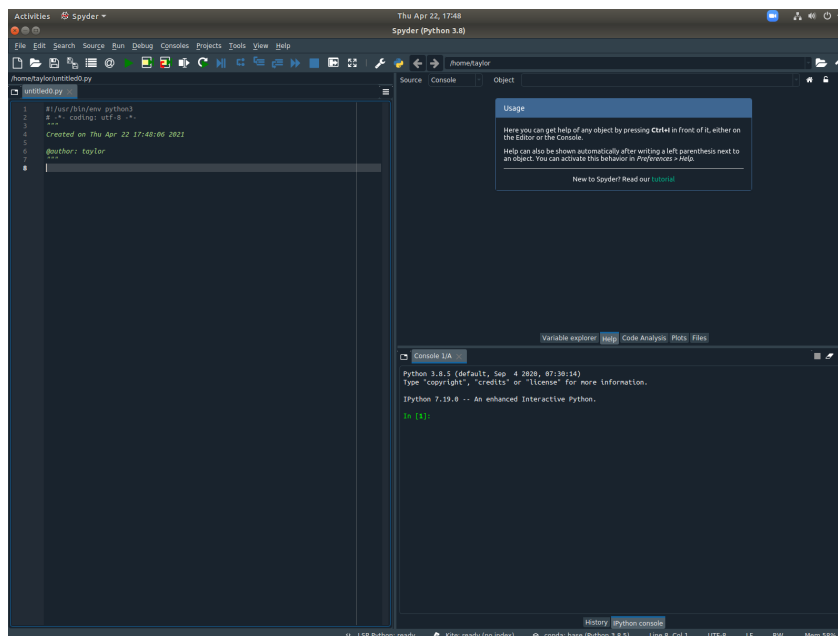 Activities Spyder Thu Apr 22, 17:48
Spyder (Python 3.8)
File Edit Search Source Run Debug Consoles Projects Tools View Help
/home/taylor
/home/taylor/untitled0.py
Source Console Object
untitled0.py
1 #!/usr/bin/env python3
2 # -*- coding: utf-8 -*-
3 """
4 Created on Thu Apr 22 17:48:06 2021
5
6 @author: taylor
7 """
8
Usage
Here you can get help of any object by pressing Ctrl+I in front of it, either on
the Editor or the Console.
Help can also be shown automatically after writing a left parenthesis next to
an object. You can activate this behavior in Preferences > Help.
New to Spyder? Read our tutorial
Variable explorer Help Code Analysis Plots Files
Console 1/A
Python 3.8.5 (default, Sep 4 2020, 07:30:14)
Type "copyright", "credits" or "license" for more information.
IPython 7.19.0 -- An enhanced Interactive Python.
In [1]:
History IPython console
LSP Python: ready Kite: ready (no index) conda: base (Python 3.8.5) Line 8, Col 1 UTF-8 LF RW Mem 58%